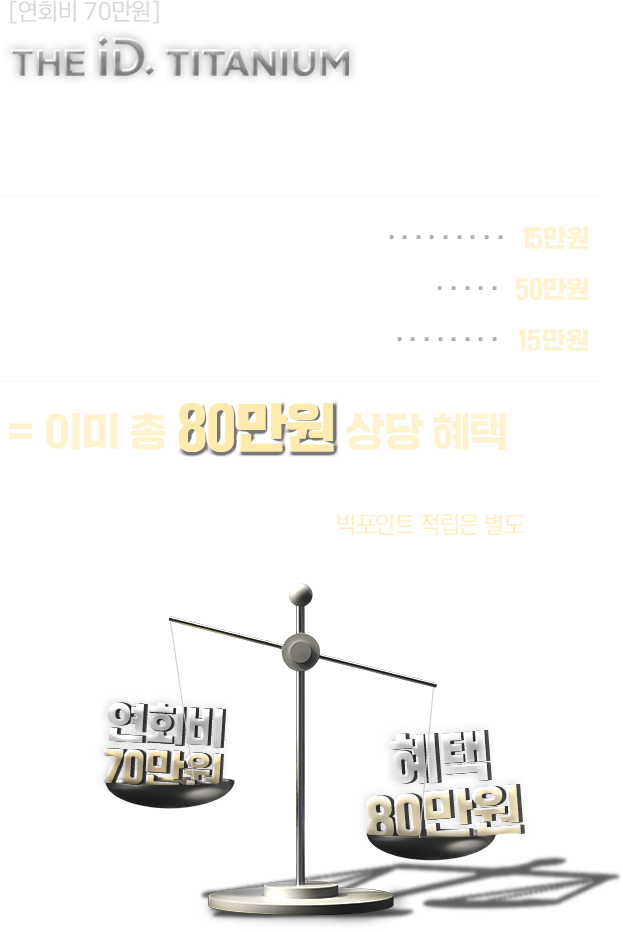 [연회비 70만원]
THE iD. TITANIUM
········· 15만원
····· 50만원
········ 15만원
= 이미 총 80만원 상당 혜택
빅포인트 적립은 별도
연회비
70만원
혜택
80만원